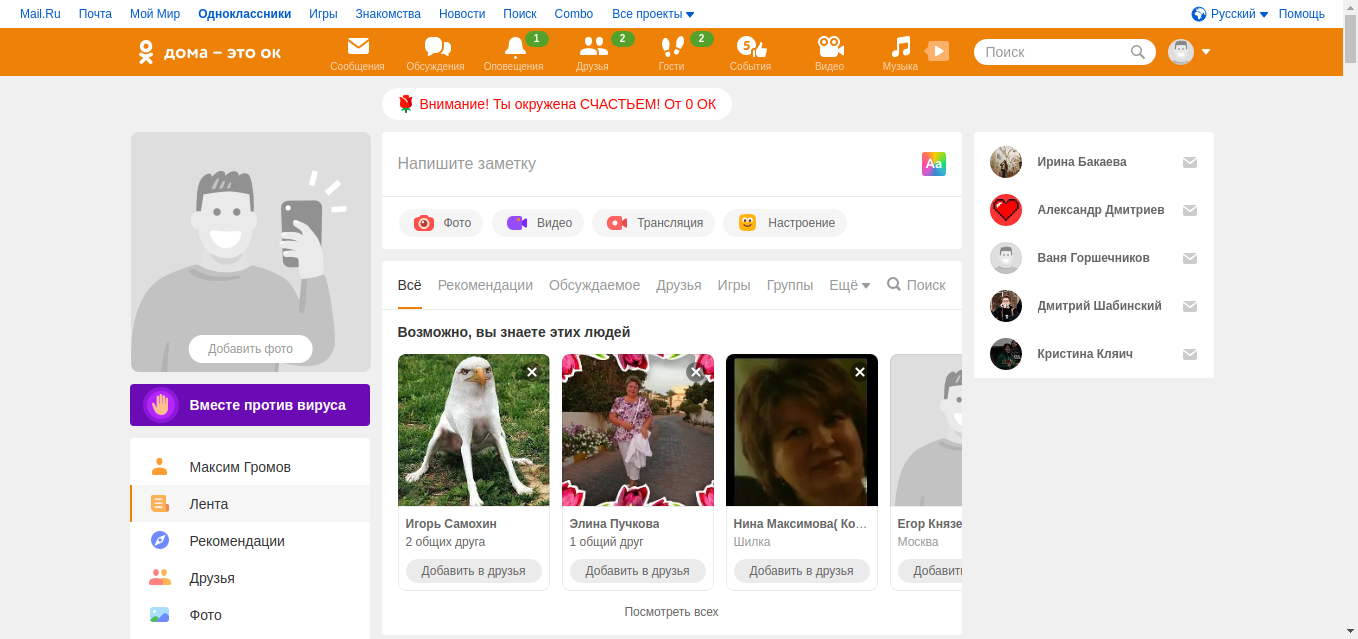 Mail.Ru Почта Мой Мир Одноклассники Игры Знакомства Новости Поиск Combo Все проекты Русский Помощь
дома – это ок
1 2 2 5
Сообщения Обсуждения Оповещения Друзья Гости События Видео Музыка Поиск
Внимание! Ты окружена СЧАСТЬЕМ! От 0 ОК
Добавить фото
Вместе против вируса
Максим Громов
Лента
Рекомендации
Друзья
Фото
Напишите заметку Aa
Фото Видео Трансляция Настроение
Всё Рекомендации Обсуждаемое Друзья Игры Группы Ещё Поиск
Возможно, вы знаете этих людей
Игорь Самохин Элина Пучкова Нина Максимова( Ко... Егор Князе
2 общих друга 1 общий друг Шилка Москва
Добавить в друзья Добавить в друзья Добавить в друзья Добавит
Посмотреть всех
Ирина Бакаева
Александр Дмитриев
Ваня Горшечников
Дмитрий Шабинский
Кристина Кляич